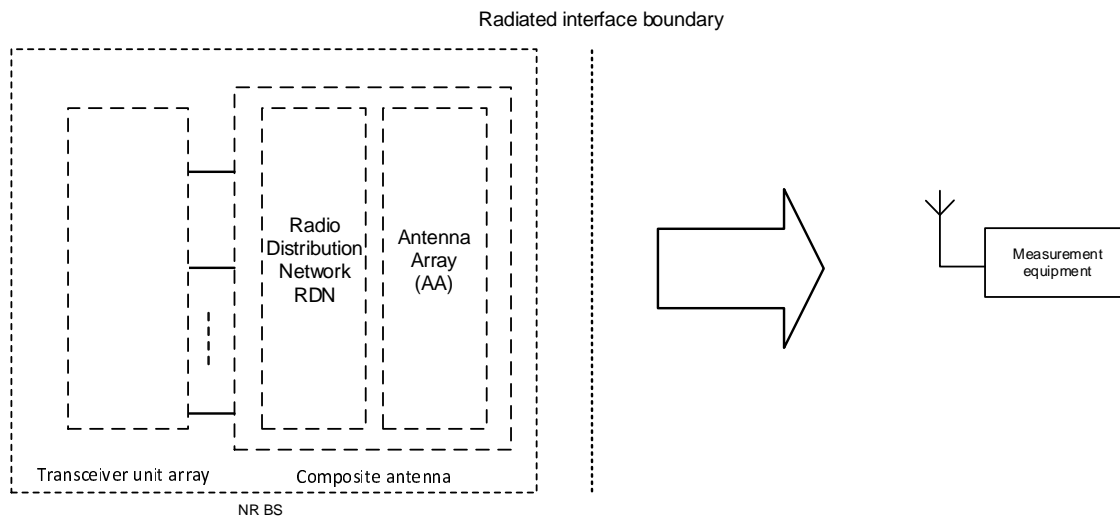 Radiated interface boundary
Radio
Distribution
Network
RDN
Antenna
Array
(AA)
Measurement
equipment
Transceiver unit array
Composite antenna
NR BS